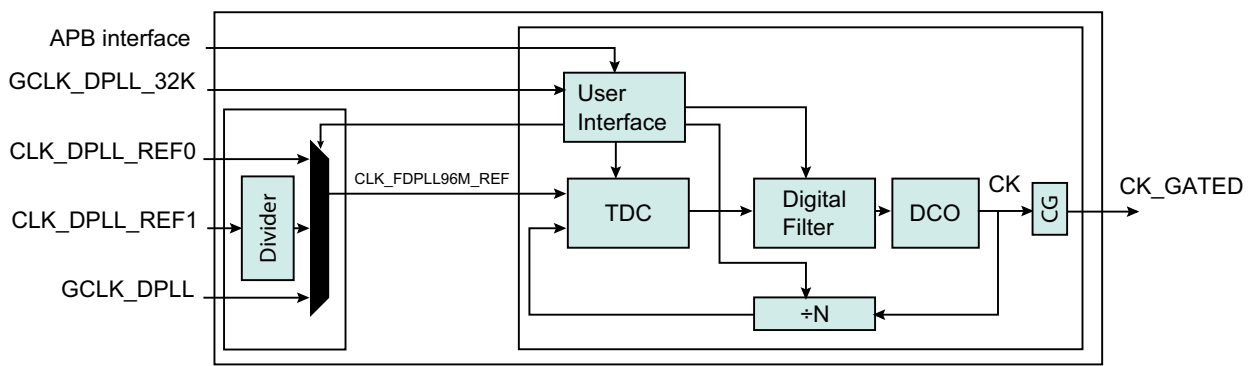 APB interface
GCLK_DPLL_32K
User
Interface
CLK_DPLL_REF0
CLK_FDPLL96M_REF
CLK_DPLL_REF1
Divider
TDC
Digital
Filter
DCO
CK
CG
CK_GATED
GCLK_DPLL
÷N